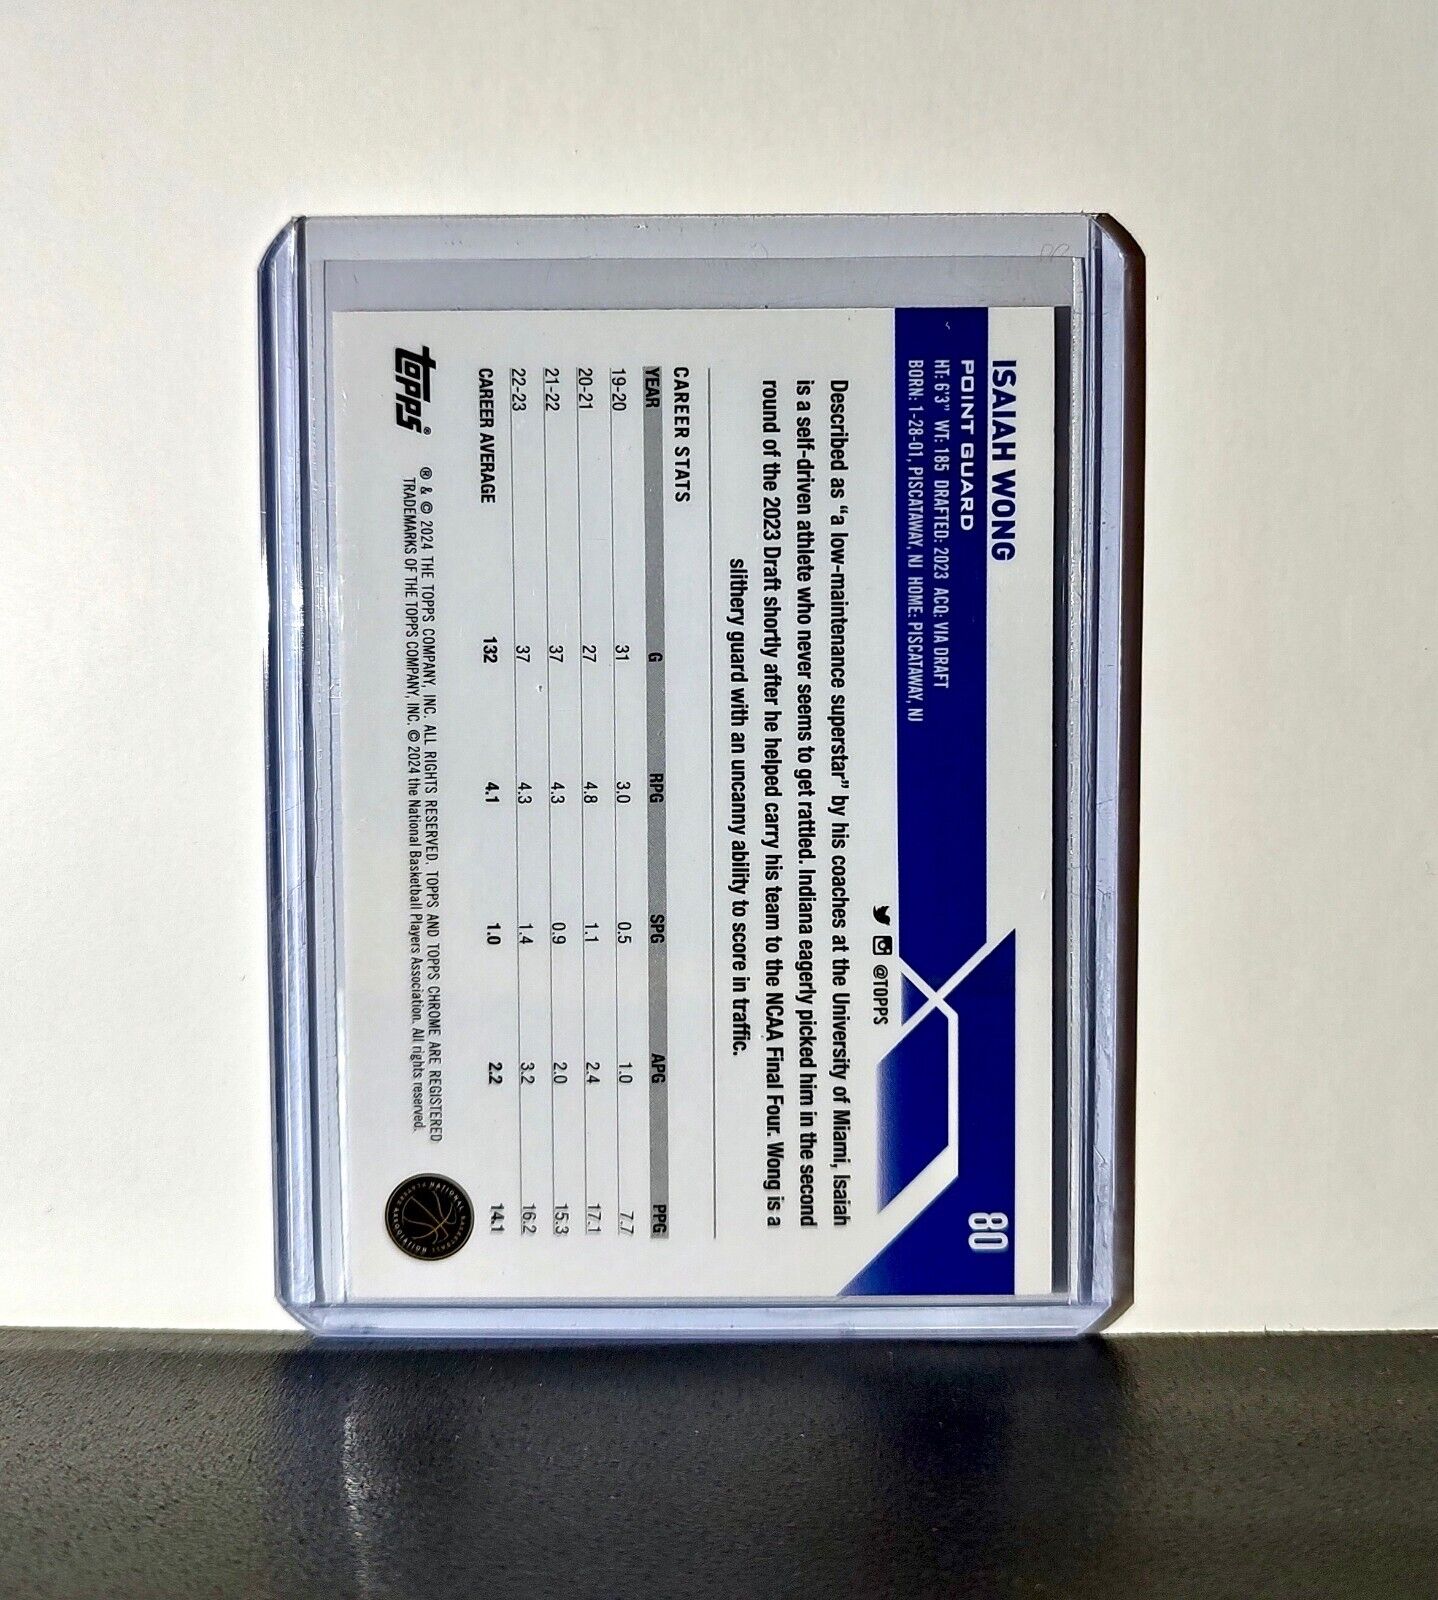 ISAIAH WONG
80
POINT GUARD
HT: 6'3" WT: 185 DRAFTED: 2023 ACQ: VIA DRAFT
BORN: 1-28-01, PISCATAWAY, NJ HOME: PISCATAWAY, NJ
@TOPPS
Described as “a low-maintenance superstar” by his coaches at the University of Miami, Isaiah
is a self-driven athlete who never seems to get rattled. Indiana eagerly picked him in the second
round of the 2023 Draft shortly after he helped carry his team to the NCAA Final Four. Wong is a
slithery guard with an uncanny ability to score in traffic.
CAREER STATS
YEAR G RPG SPG APG PPG
19-20 31 3.0 0.5 1.0 7.7
20-21 27 4.8 1.1 2.4 17.1
21-22 37 4.3 0.9 2.0 15.3
22-23 37 4.3 1.4 3.2 16.2
CAREER AVERAGE 132 4.1 1.0 2.2 14.1
topps®
® & © 2024 THE TOPPS COMPANY, INC. ALL RIGHTS RESERVED. TOPPS AND TOPPS CHROME ARE REGISTERED
TRADEMARKS OF THE TOPPS COMPANY, INC. © 2024 the National Basketball Players Association. All rights reserved.
NATIONAL BASKETBALL PLAYERS ASSOCIATION